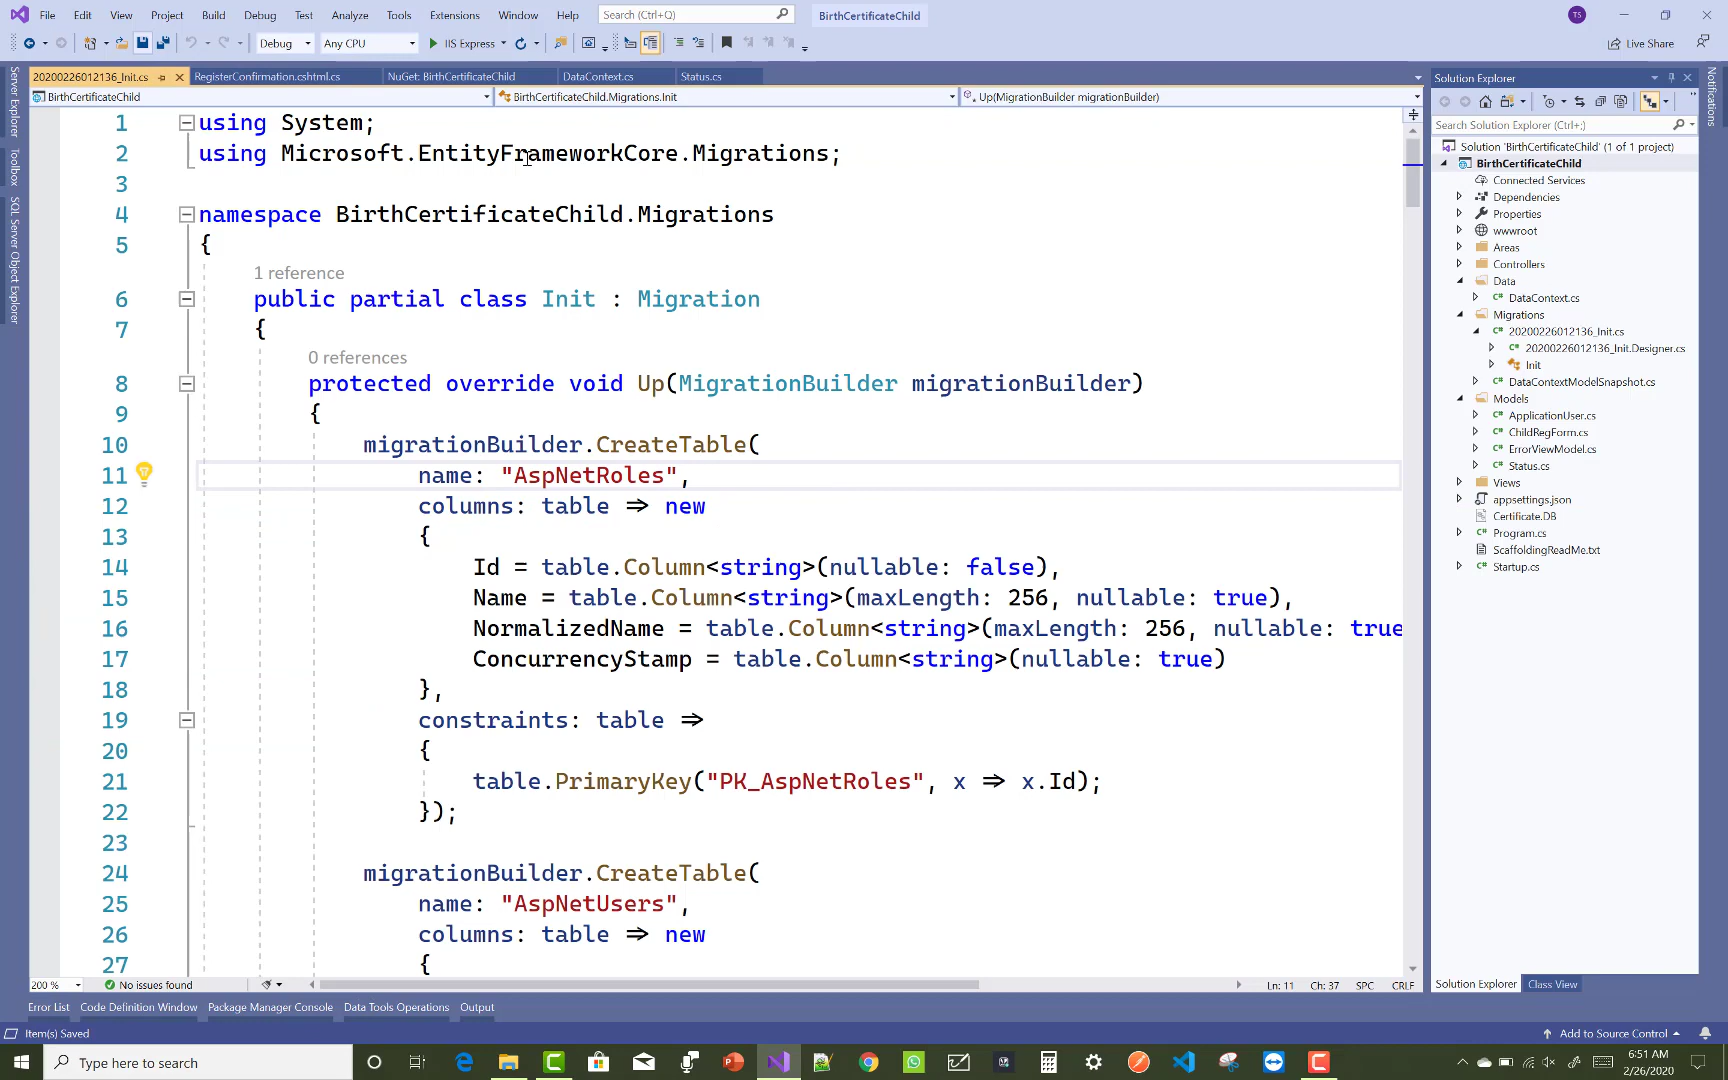 File Edit View Project Build Debug Test Analyze Tools Extensions Window Help Search (Ctrl+Q) BirthCertificateChild TS
Debug Any CPU IIS Express Live Share
20200226012136_Init.cs RegisterConfirmation.cshtml.cs NuGet: BirthCertificateChild DataContext.cs Status.cs
BirthCertificateChild BirthCertificateChild.Migrations.Init Up(MigrationBuilder migrationBuilder)
Server Explorer
Toolbox
SQL Server Object Explorer
1 using System;
2 using Microsoft.EntityFrameworkCore.Migrations;
3
4 namespace BirthCertificateChild.Migrations
5 {
1 reference
6 public partial class Init : Migration
7 {
0 references
8 protected override void Up(MigrationBuilder migrationBuilder)
9 {
10 migrationBuilder.CreateTable(
11 name: "AspNetRoles",
12 columns: table => new
13 {
14 Id = table.Column<string>(nullable: false),
15 Name = table.Column<string>(maxLength: 256, nullable: true),
16 NormalizedName = table.Column<string>(maxLength: 256, nullable: true
17 ConcurrencyStamp = table.Column<string>(nullable: true)
18 },
19 constraints: table =>
20 {
21 table.PrimaryKey("PK_AspNetRoles", x => x.Id);
22 });
23
24 migrationBuilder.CreateTable(
25 name: "AspNetUsers",
26 columns: table => new
27 {
200 % No issues found Ln: 11 Ch: 37 SPC CRLF
Solution Explorer
Search Solution Explorer (Ctrl+;)
Solution 'BirthCertificateChild' (1 of 1 project)
BirthCertificateChild
Connected Services
Dependencies
Properties
wwwroot
Areas
Controllers
Data
DataContext.cs
Migrations
20200226012136_Init.cs
20200226012136_Init.Designer.cs
Init
DataContextModelSnapshot.cs
Models
ApplicationUser.cs
ChildRegForm.cs
ErrorViewModel.cs
Status.cs
Views
appsettings.json
Certificate.DB
Program.cs
ScaffoldingReadMe.txt
Startup.cs
Solution Explorer Class View
Notifications
Error List Code Definition Window Package Manager Console Data Tools Operations Output
Item(s) Saved Add to Source Control
Type here to search
6:51 AM
2/26/2020